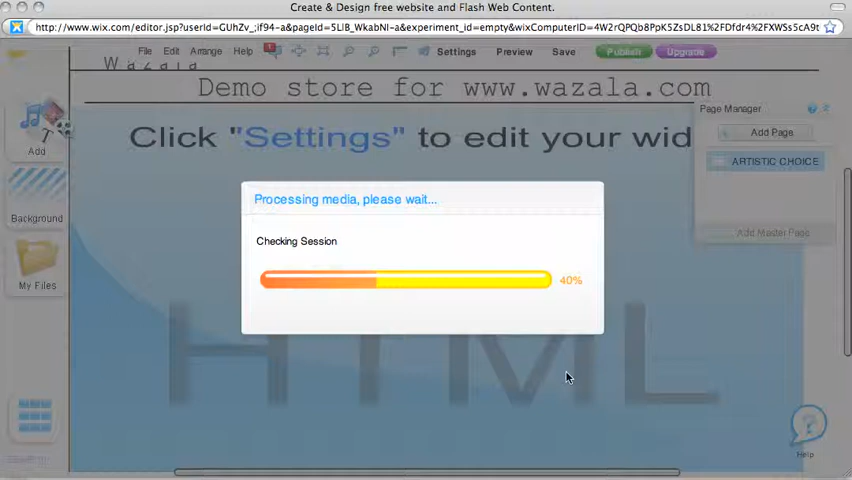 Create & Design free website and Flash Web Content.
http://www.wix.com/editor.jsp?userId=GUhZv_;if94-a&pageId=5LIB_WkabNI-a&experiment_id=empty&wixComputerID=4W2rQPQb8PpK5ZsDL81%2FDfdr4%2FXWSs5cA9t
File Edit Arrange Help Settings Preview Save Publish Upgrade
Wazala
Demo store for www.wazala.com
Click "Settings" to edit your wid
Page Manager
Add Page
ARTISTIC CHOICE
Add Master Page
Add
Background
My Files
Processing media, please wait...
Checking Session
40%
HTML
Help